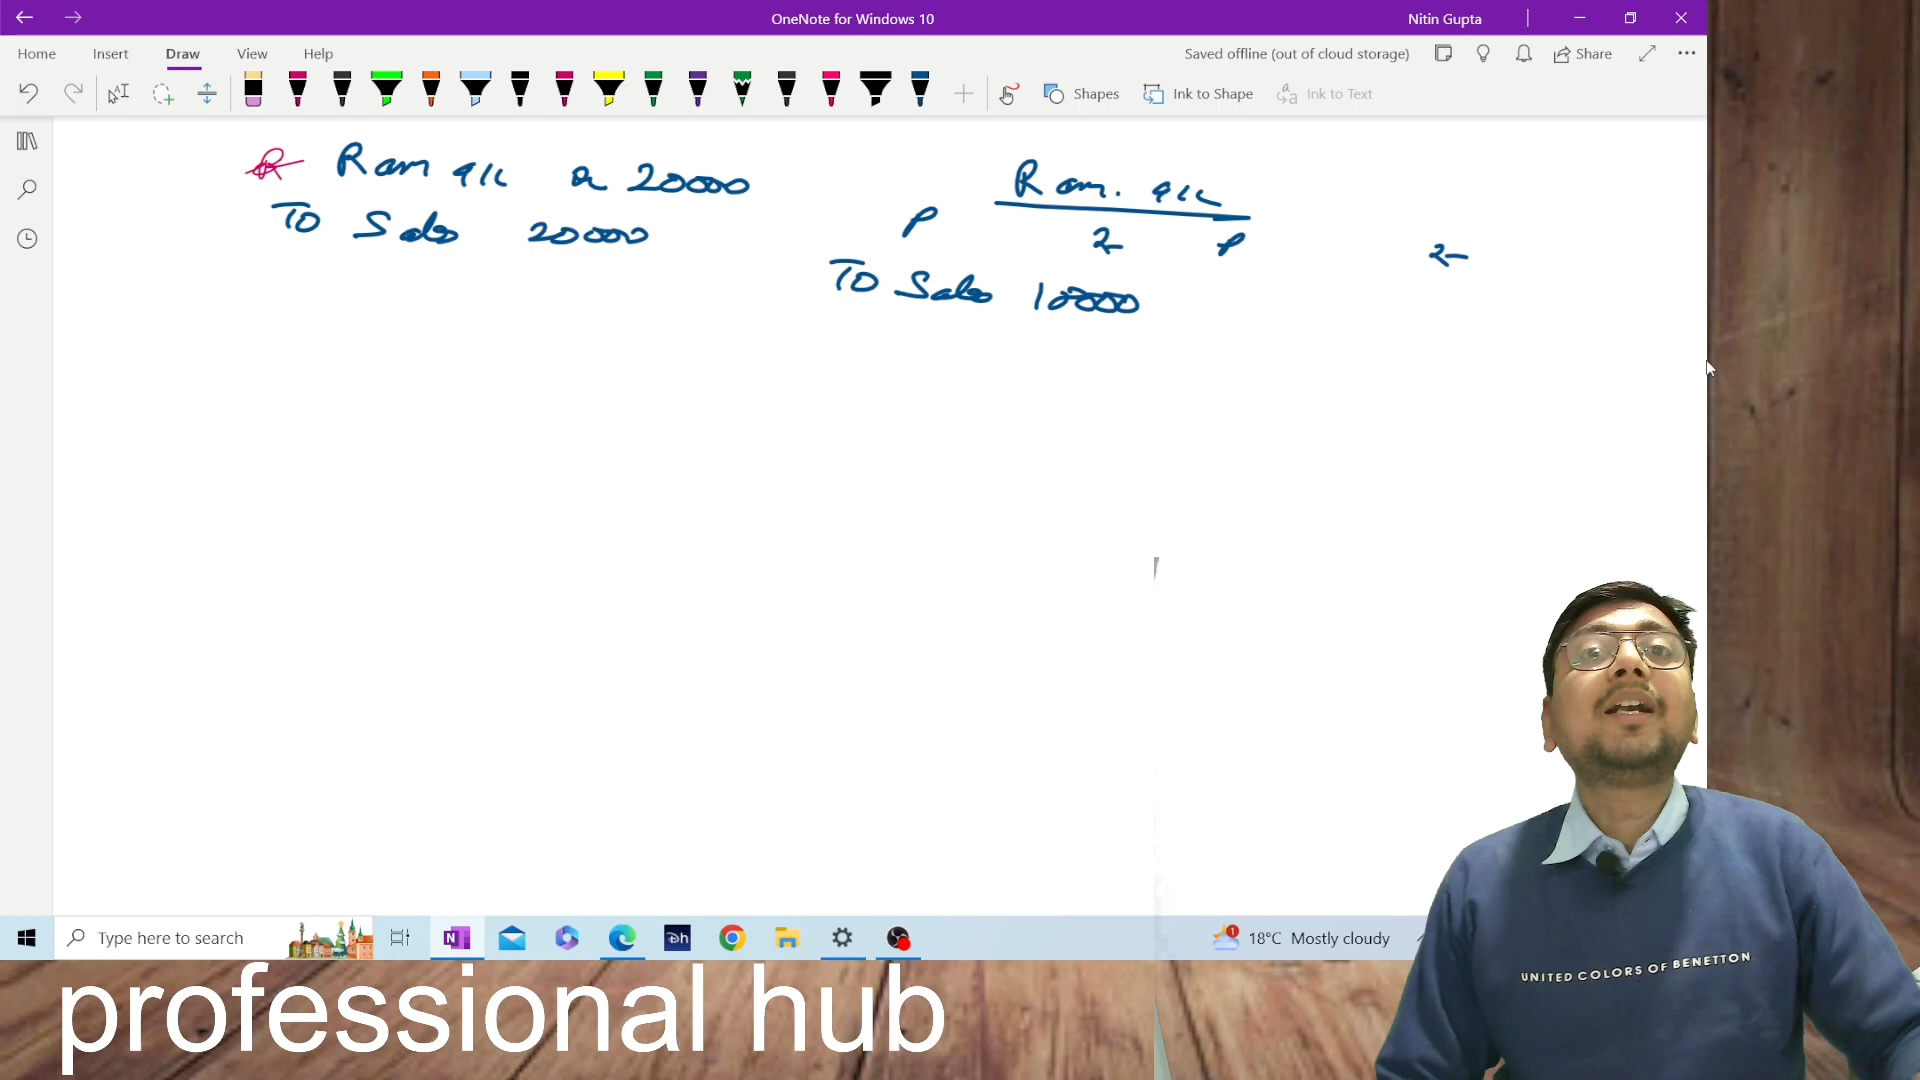 OneNote for Windows 10
Nitin Gupta
Home Insert Draw View Help
Saved offline (out of cloud storage)
Share
Shapes
Ink to Shape
Ink to Text
R Ram a/c 20000
To Sales 20000
Ram. a/c
P P
To Sales 10000
Type here to search
1
18°C Mostly cloudy
UNITED COLORS OF BENETTON
professional hub